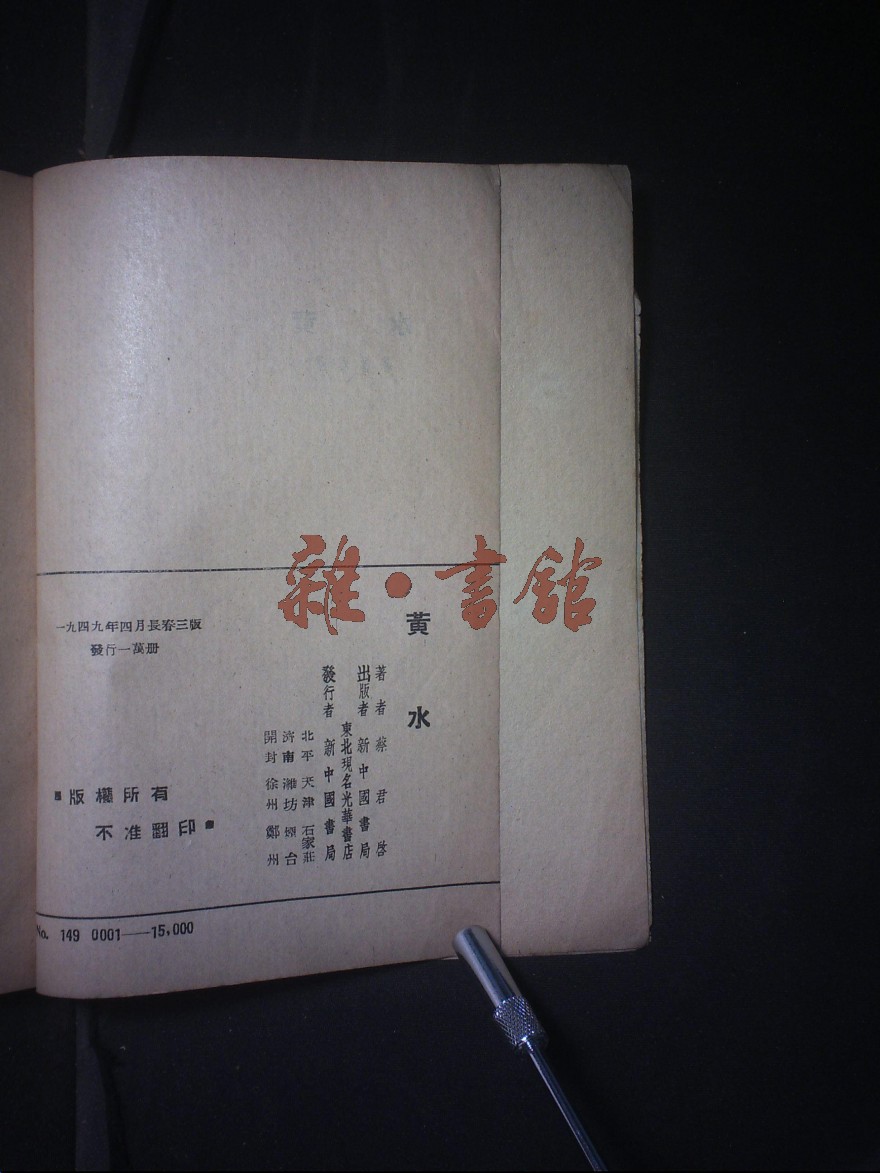 雜·書館
黃水
著者 蔡君啓
出版者 新中國書局
東北現名光華書店
發行者 新中國書局
北平 天津 石家莊
濟南 濰坊 煙台
開封 徐州 鄭州
一九四九年四月長春三版
發行一萬册
版權所有
不准翻印
No. 149 0001——15,000